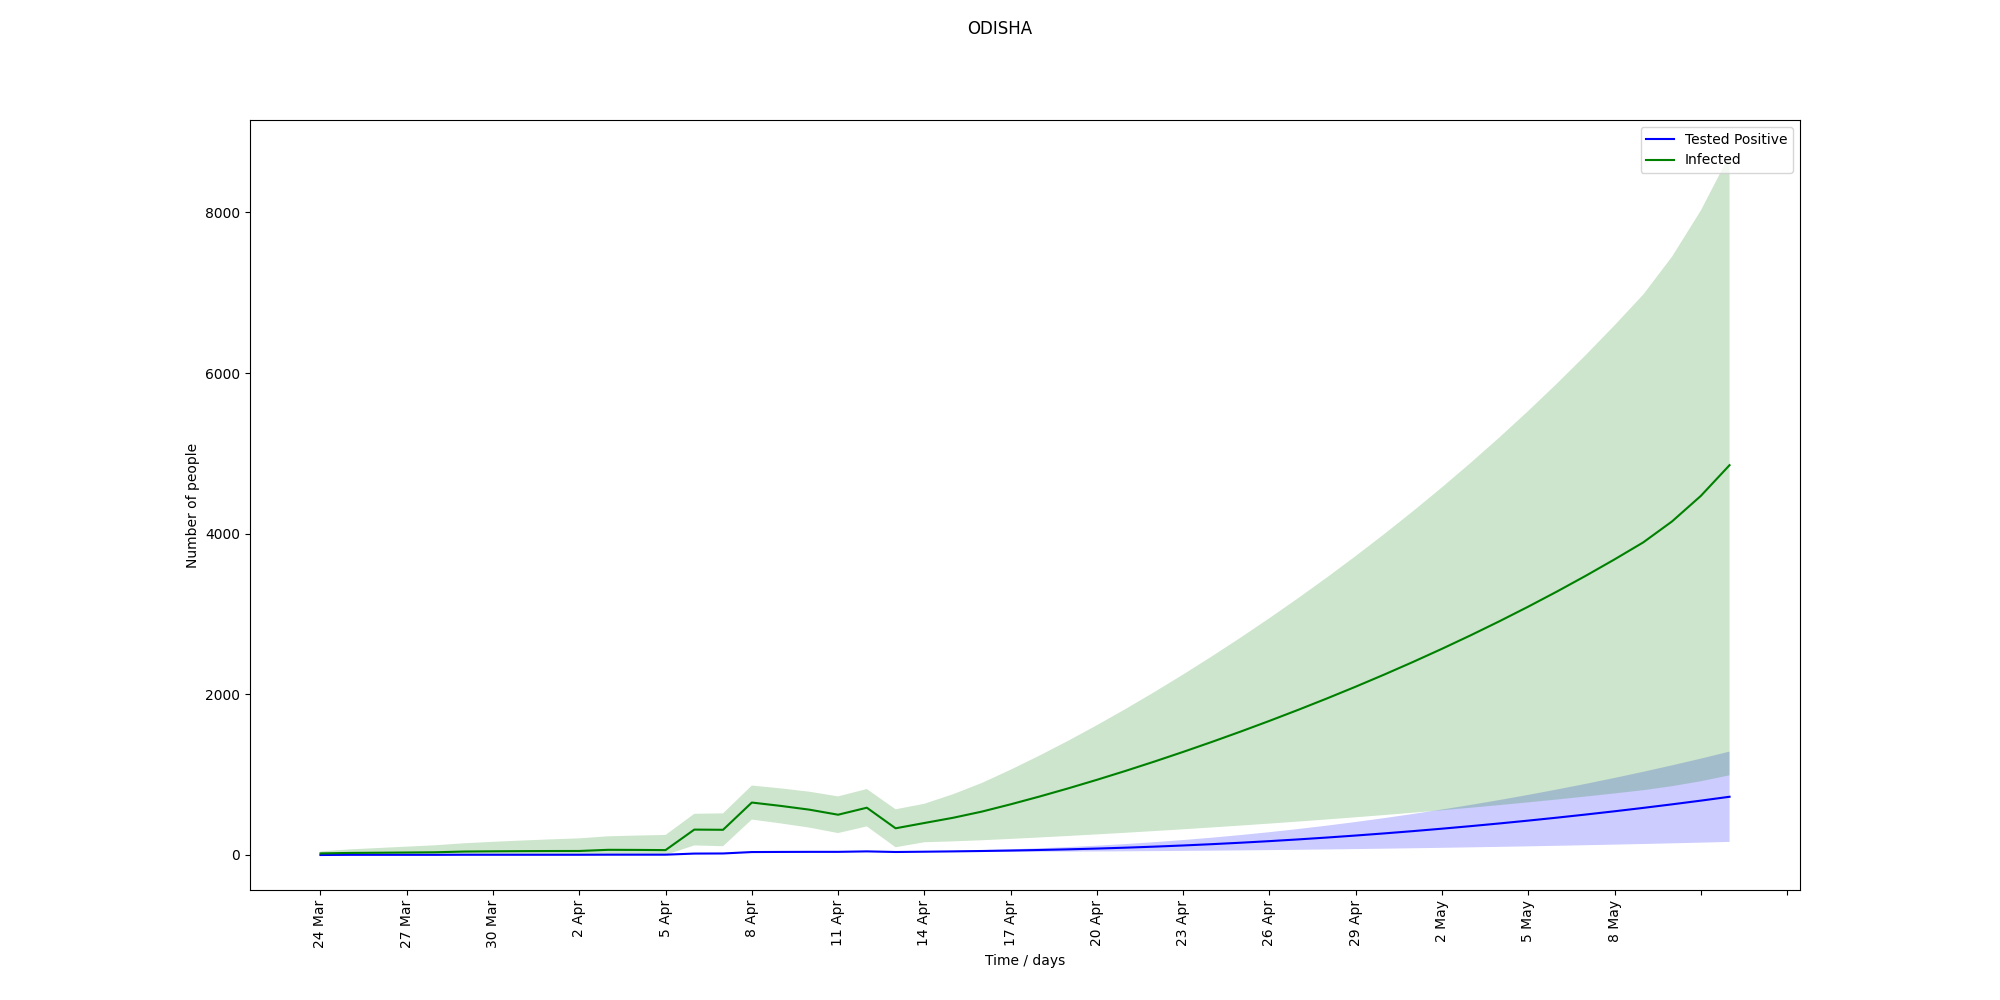 ODISHA
Tested Positive
Infected
Number of people
8000
6000
4000
2000
0
24 Mar
27 Mar
30 Mar
2 Apr
5 Apr
8 Apr
11 Apr
14 Apr
17 Apr
20 Apr
23 Apr
26 Apr
29 Apr
2 May
5 May
8 May
Time / days